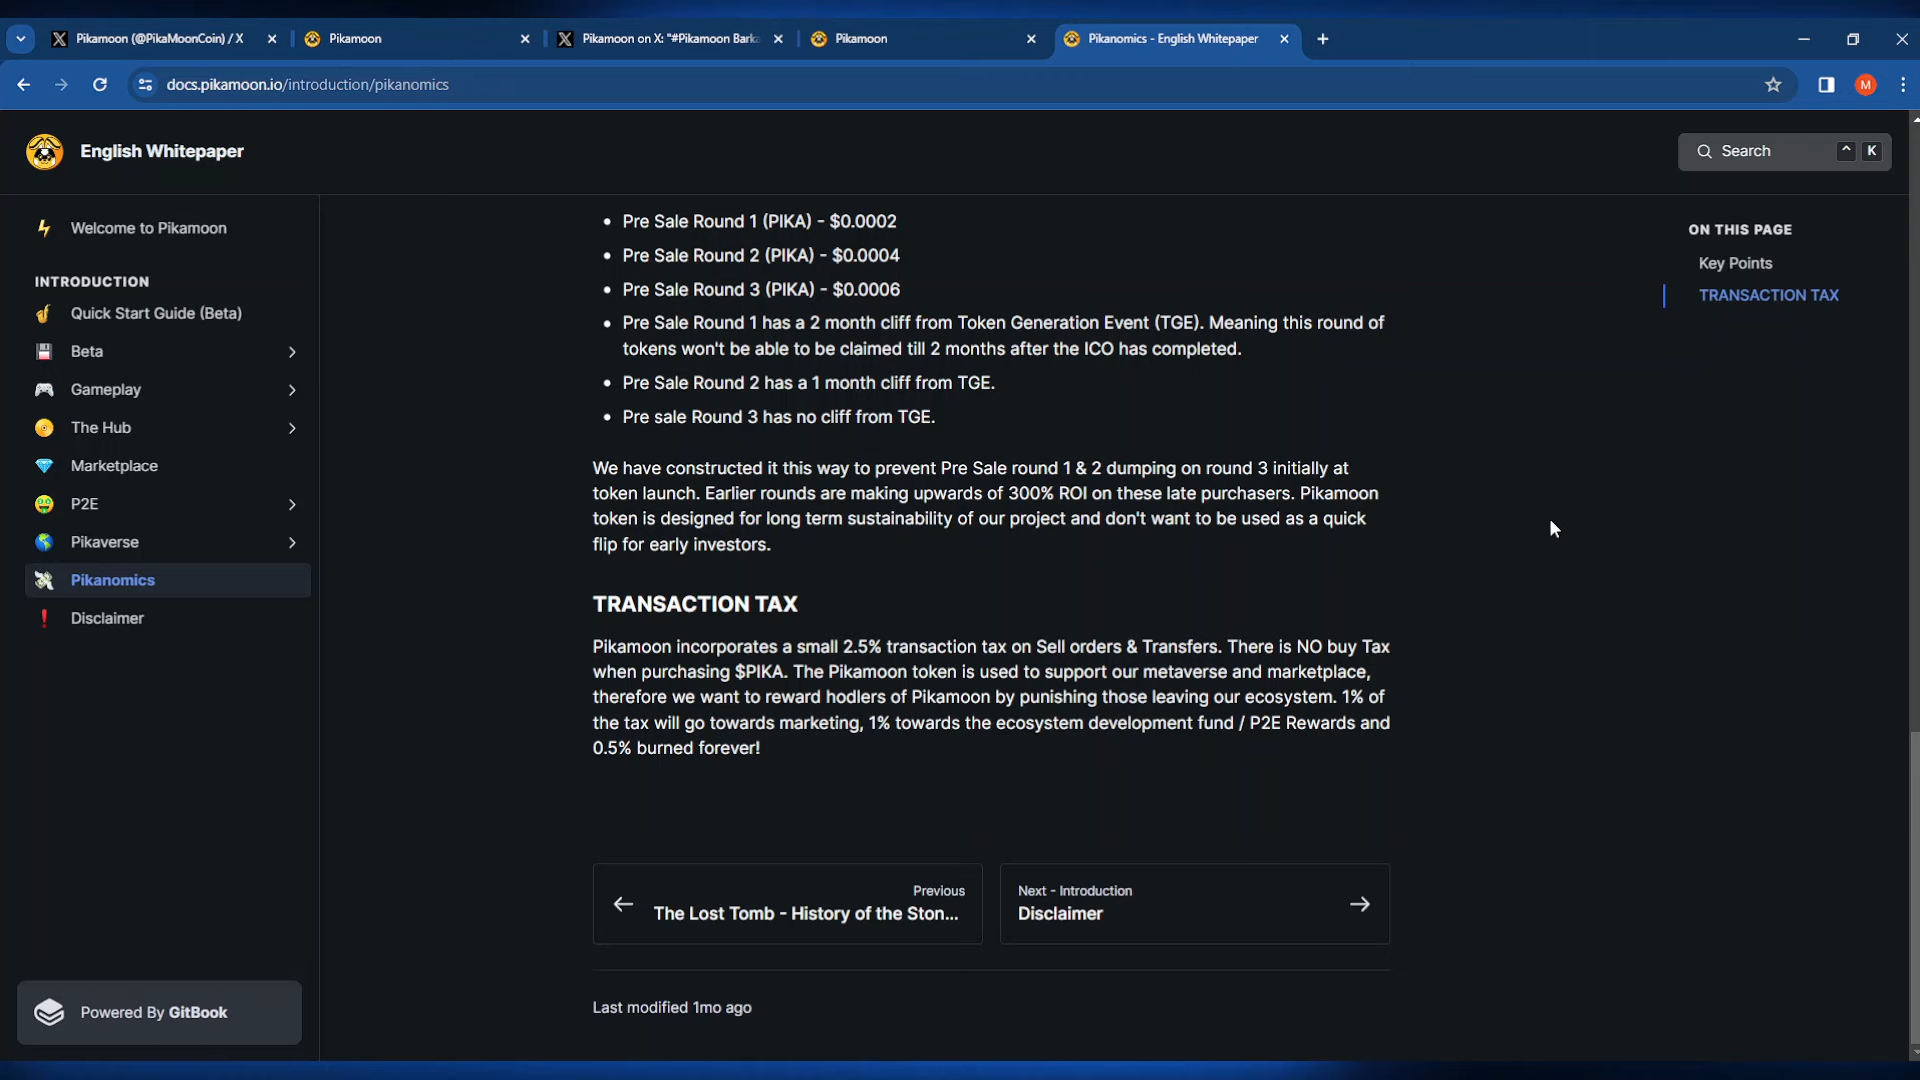 Pikamoon (@PikaMoonCoin) / X
Pikamoon
Pikamoon on X: "#Pikamoon Bark
Pikamoon
Pikanomics - English Whitepaper
docs.pikamoon.io/introduction/pikanomics
M
English Whitepaper
Search
^ K
Welcome to Pikamoon
INTRODUCTION
Quick Start Guide (Beta)
Beta
Gameplay
The Hub
Marketplace
P2E
Pikaverse
Pikanomics
Disclaimer
Powered By GitBook
• Pre Sale Round 1 (PIKA) - $0.0002
• Pre Sale Round 2 (PIKA) - $0.0004
• Pre Sale Round 3 (PIKA) - $0.0006
• Pre Sale Round 1 has a 2 month cliff from Token Generation Event (TGE). Meaning this round of
tokens won't be able to be claimed till 2 months after the ICO has completed.
• Pre Sale Round 2 has a 1 month cliff from TGE.
• Pre sale Round 3 has no cliff from TGE.
We have constructed it this way to prevent Pre Sale round 1 & 2 dumping on round 3 initially at
token launch. Earlier rounds are making upwards of 300% ROI on these late purchasers. Pikamoon
token is designed for long term sustainability of our project and don't want to be used as a quick
flip for early investors.
TRANSACTION TAX
Pikamoon incorporates a small 2.5% transaction tax on Sell orders & Transfers. There is NO buy Tax
when purchasing $PIKA. The Pikamoon token is used to support our metaverse and marketplace,
therefore we want to reward hodlers of Pikamoon by punishing those leaving our ecosystem. 1% of
the tax will go towards marketing, 1% towards the ecosystem development fund / P2E Rewards and
0.5% burned forever!
Previous
The Lost Tomb - History of the Ston...
Next - Introduction
Disclaimer
Last modified 1mo ago
ON THIS PAGE
Key Points
TRANSACTION TAX